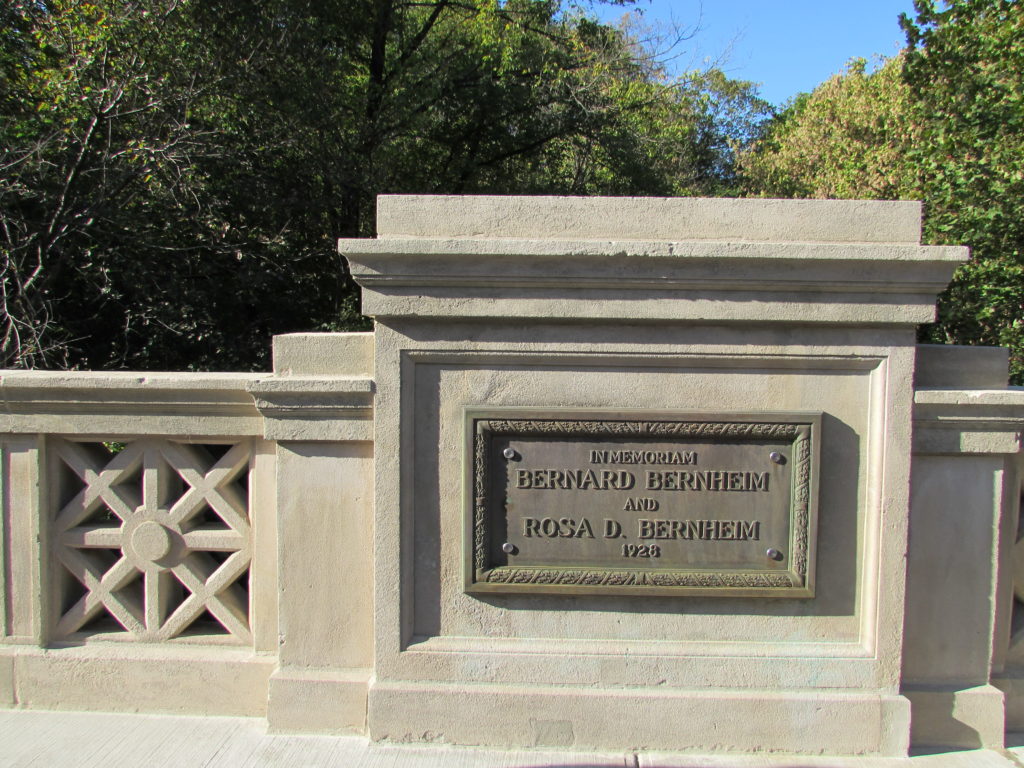 IN MEMORIAM
BERNARD BERNHEIM
AND
ROSA D. BERNHEIM
1928